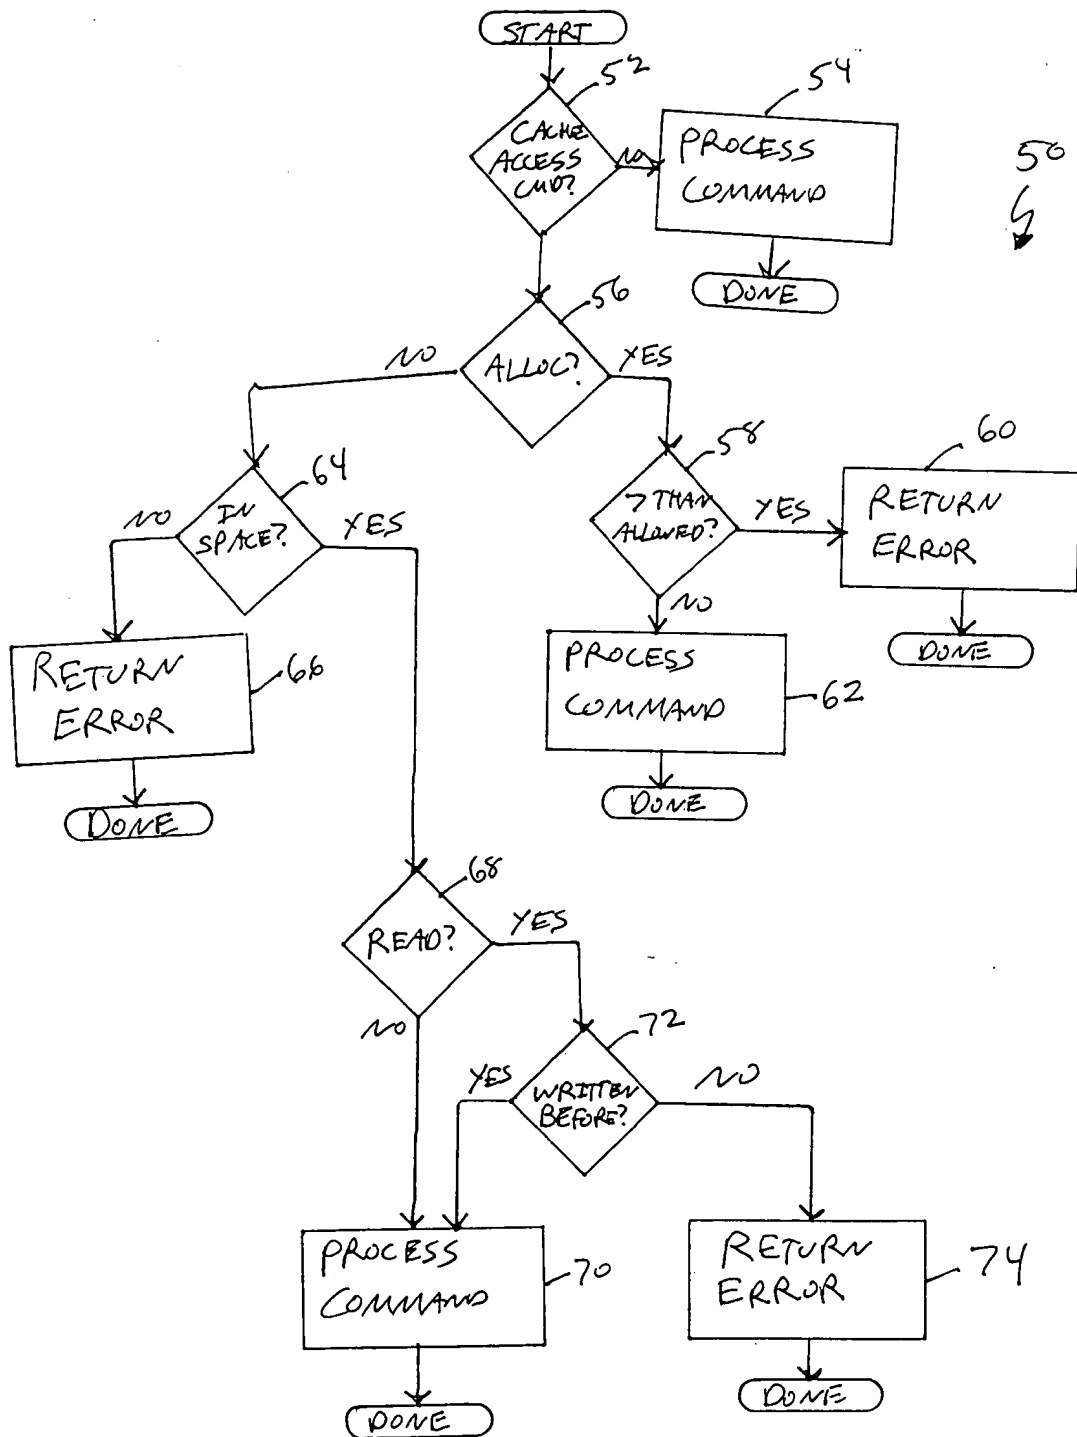 START
52
CACHE
ACCESS
CMD?
NO
54
PROCESS
COMMAND
50
DONE
56
ALLOC?
NO
YES
58
> THAN
ALLOWED?
YES
60
RETURN
ERROR
DONE
NO
PROCESS
COMMAND
62
DONE
64
IN
SPACE?
NO
YES
RETURN
ERROR
66
DONE
68
READ?
YES
NO
72
WRITTEN
BEFORE?
YES
NO
PROCESS
COMMAND
70
DONE
RETURN
ERROR
74
DONE